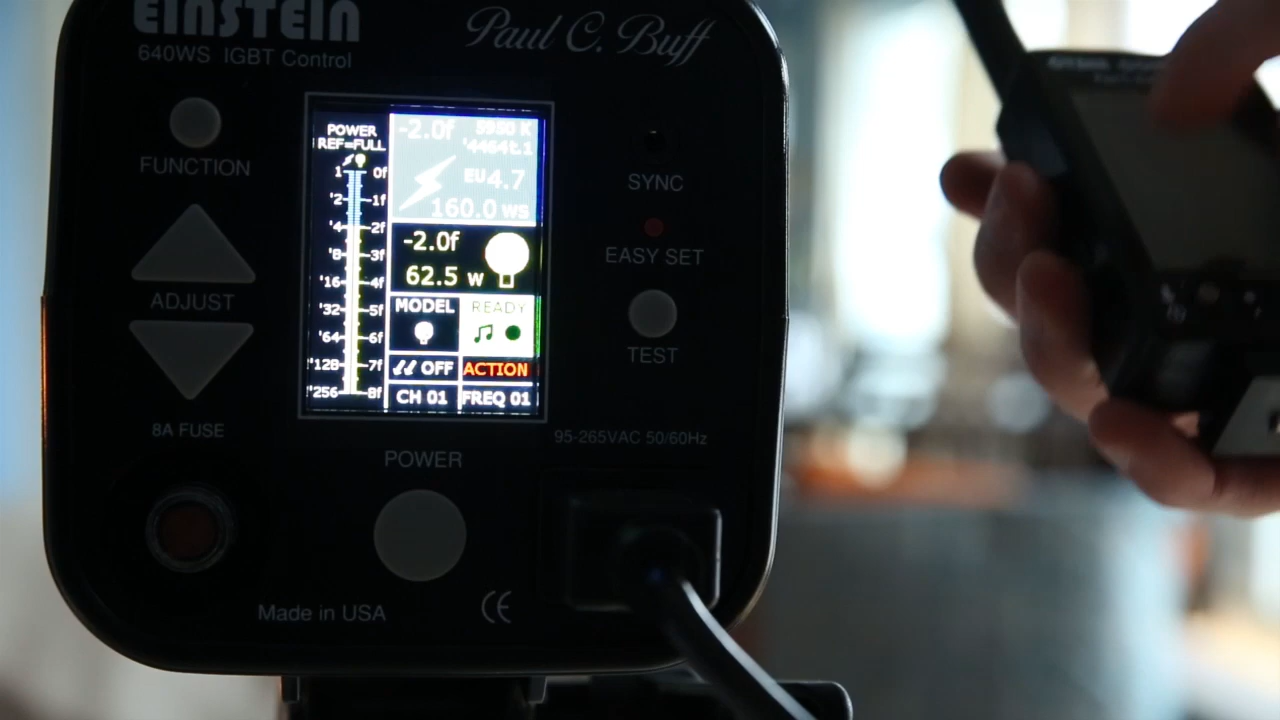 EINSTEIN
640WS IGBT Control
Paul C. Buff
FUNCTION
ADJUST
8A FUSE
POWER
REF=FULL
1 0f
'2 -1f
'4 -2f
'8 -3f
'16 -4f
'32 -5f
'64 -6f
'128 -7f
'256 -8f
-2.0f 5950 K
t.1
EU 4.7
160.0 WS
-2.0f
62.5 W
MODEL
READY
OFF
ACTION
CH 01
FREQ 01
SYNC
EASY SET
TEST
95-265VAC 50/60Hz
POWER
Made in USA
CE